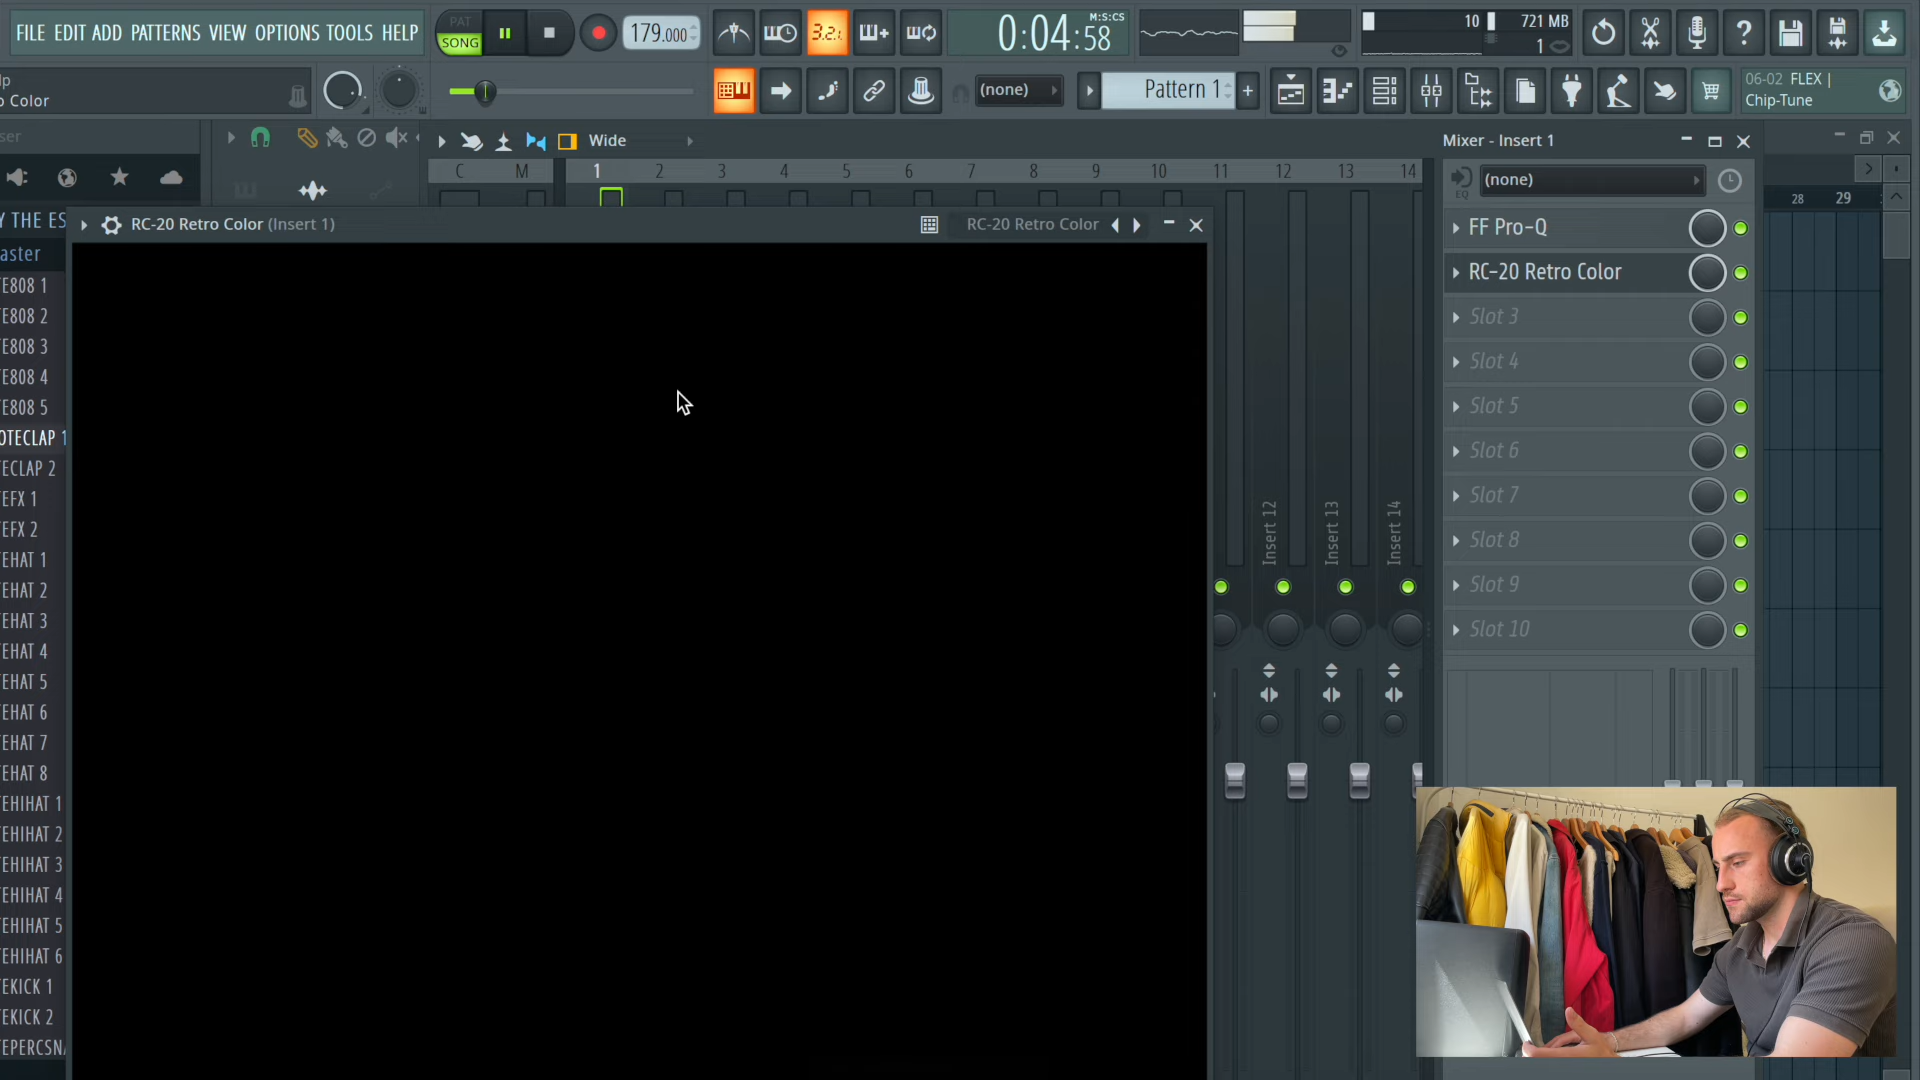 FILE EDIT ADD PATTERNS VIEW OPTIONS TOOLS HELP
PAT
SONG
179.000
3.2.
0:04:58
M:S:CS
10
721 MB
1
o Color
(none)
Pattern 1
+
06-02 FLEX |
Chip-Tune
Wide
Mixer - Insert 1
C M 1 2 3 4 5 6 7 8 9 10 11 12 13 14
(none)
EQ
28 29
Y THE ES
RC-20 Retro Color (Insert 1)
RC-20 Retro Color
FF Pro-Q
RC-20 Retro Color
Slot 3
Slot 4
Slot 5
Slot 6
Slot 7
Slot 8
Slot 9
Slot 10
aster
E808 1
E808 2
E808 3
E808 4
E808 5
OTECLAP 1
ECLAP 2
EFX 1
EFX 2
EHAT 1
EHAT 2
EHAT 3
EHAT 4
EHAT 5
EHAT 6
EHAT 7
EHAT 8
EHIHAT 1
EHIHAT 2
EHIHAT 3
EHIHAT 4
EHIHAT 5
EHIHAT 6
EKICK 1
EKICK 2
EPERCSN
Insert 12
Insert 13
Insert 14